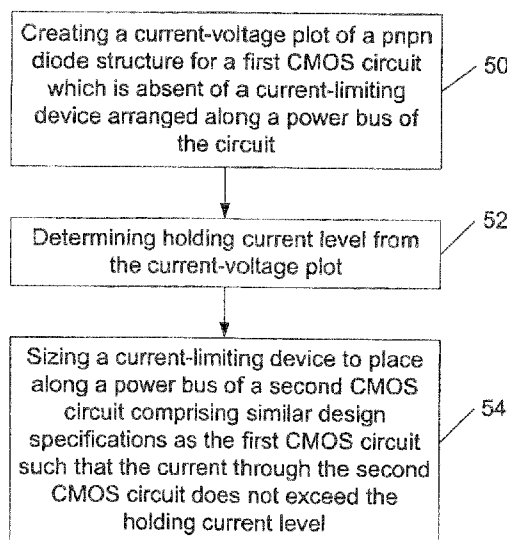 Creating a current-voltage plot of a pnpn
diode structure for a first CMOS circuit
which is absent of a current-limiting
device arranged along a power bus of
the circuit
50
Determining holding current level from
the current-voltage plot
52
Sizing a current-limiting device to place
along a power bus of a second CMOS
circuit comprising similar design
specifications as the first CMOS circuit
such that the current through the second
CMOS circuit does not exceed the
holding current level
54